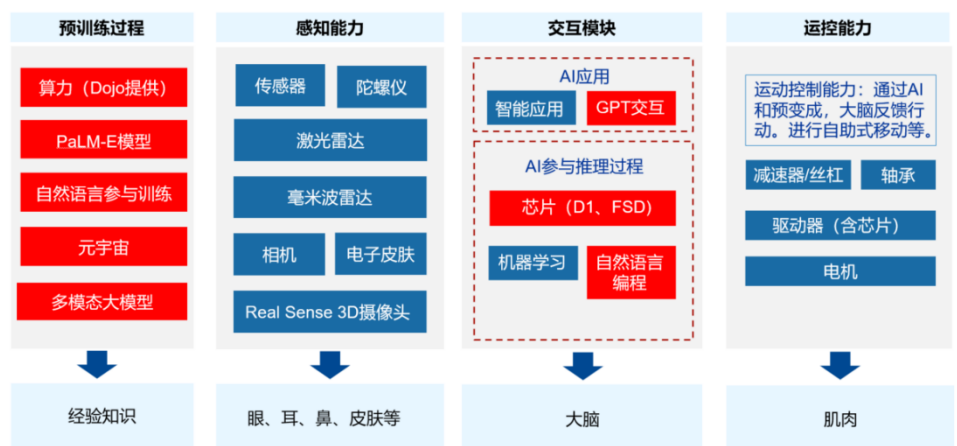 预训练过程
算力（Dojo提供）
PaLM-E模型
自然语言参与训练
元宇宙
多模态大模型
经验知识
感知能力
传感器
陀螺仪
激光雷达
毫米波雷达
相机
电子皮肤
Real Sense 3D摄像头
眼、耳、鼻、皮肤等
交互模块
AI应用
智能应用
GPT交互
AI参与推理过程
芯片（D1、FSD)
机器学习
自然语言
编程
大脑
运控能力
运动控制能力：通过AI
和预变成，大脑反馈行
动。进行自助式移动等。
减速器/丝杠
轴承
驱动器（含芯片）
电机
肌肉